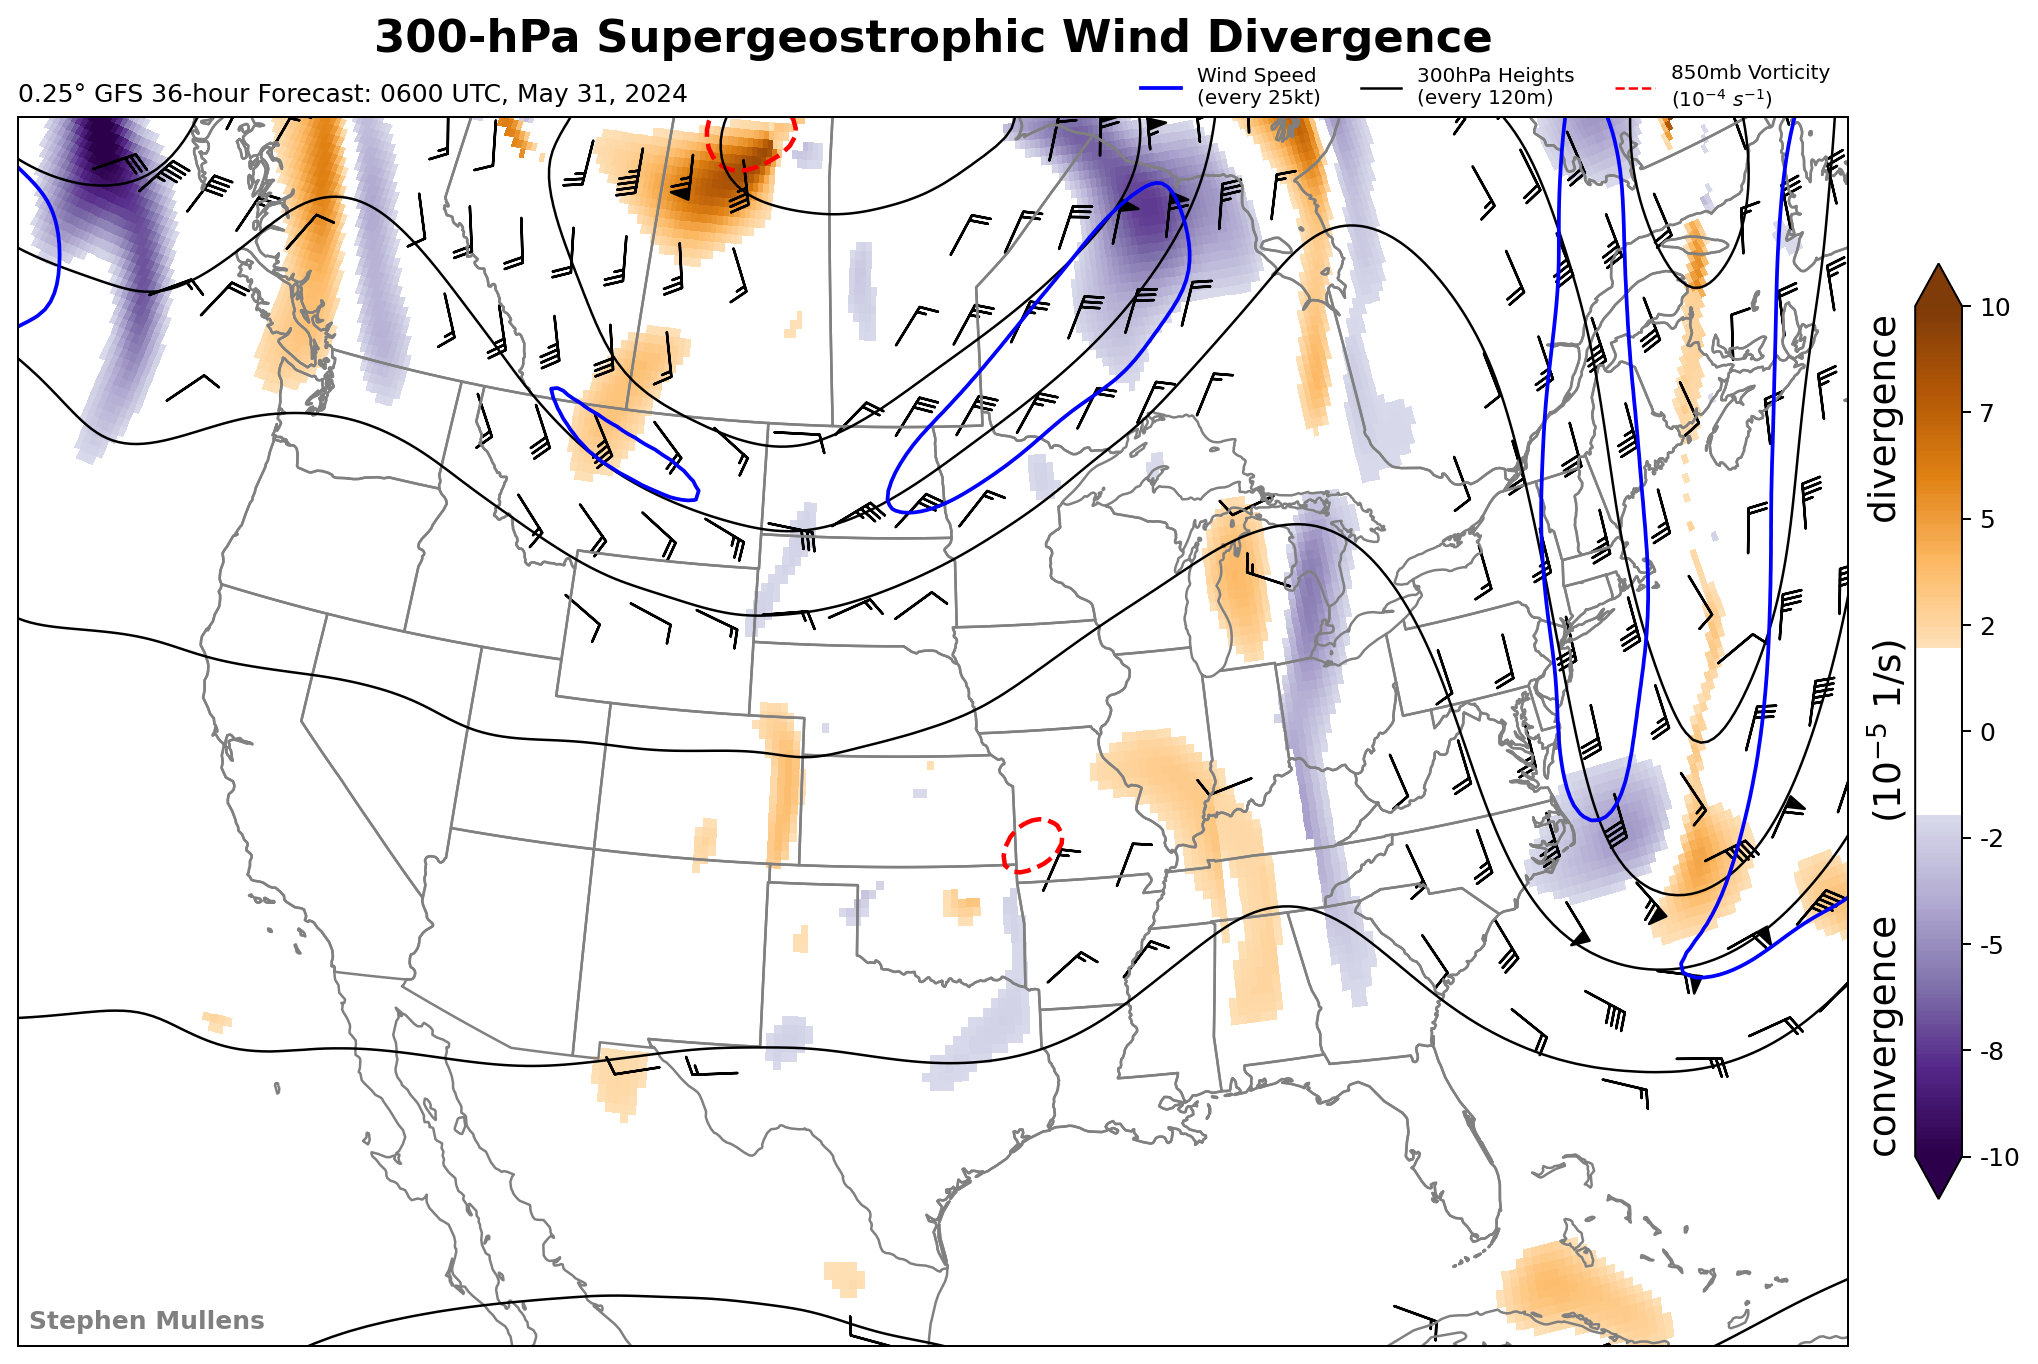 300-hPa Supergeostrophic Wind Divergence
0.25° GFS 36-hour Forecast: 0600 UTC, May 31, 2024
Wind Speed
(every 25kt)
300hPa Heights
(every 120m)
850mb Vorticity
(10⁻⁴ s⁻¹)
10
7
5
2
0
-2
-5
-8
-10
convergence (10⁻⁵ 1/s) divergence
Stephen Mullens